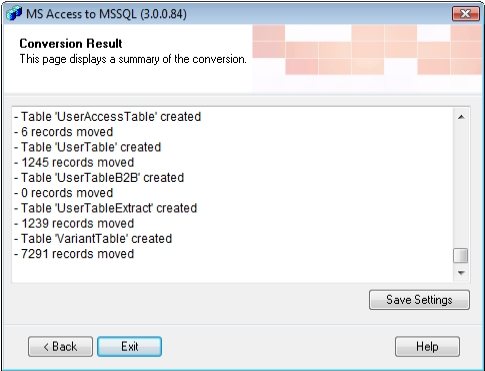 MS Access to MSSQL (3.0.0.84)
Conversion Result
This page displays a summary of the conversion.
- Table 'UserAccessTable' created
- 6 records moved
- Table 'UserTable' created
- 1245 records moved
- Table 'UserTableB2B' created
- 0 records moved
- Table 'UserTableExtract' created
- 1239 records moved
- Table 'VariantTable' created
- 7291 records moved
Save Settings
< Back Exit Help